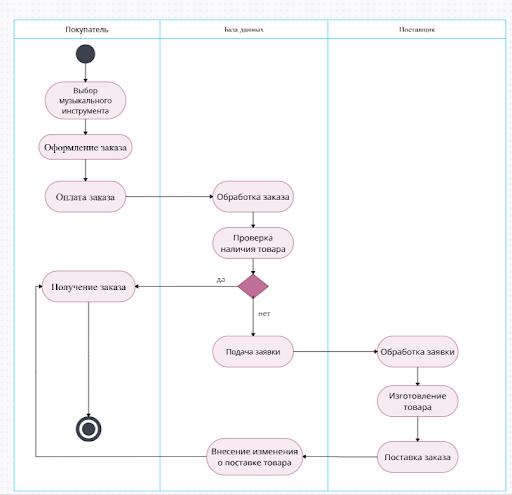 Покупатель
База данных
Поставщик
Выбор
музыкального
инструмента
Оформление заказа
Оплата заказа
Обработка заказа
Проверка
наличия товара
Получение заказа
да
нет
Подача заявки
Обработка заявки
Изготовление
товара
Внесение изменения
о поставке товара
Поставка заказа